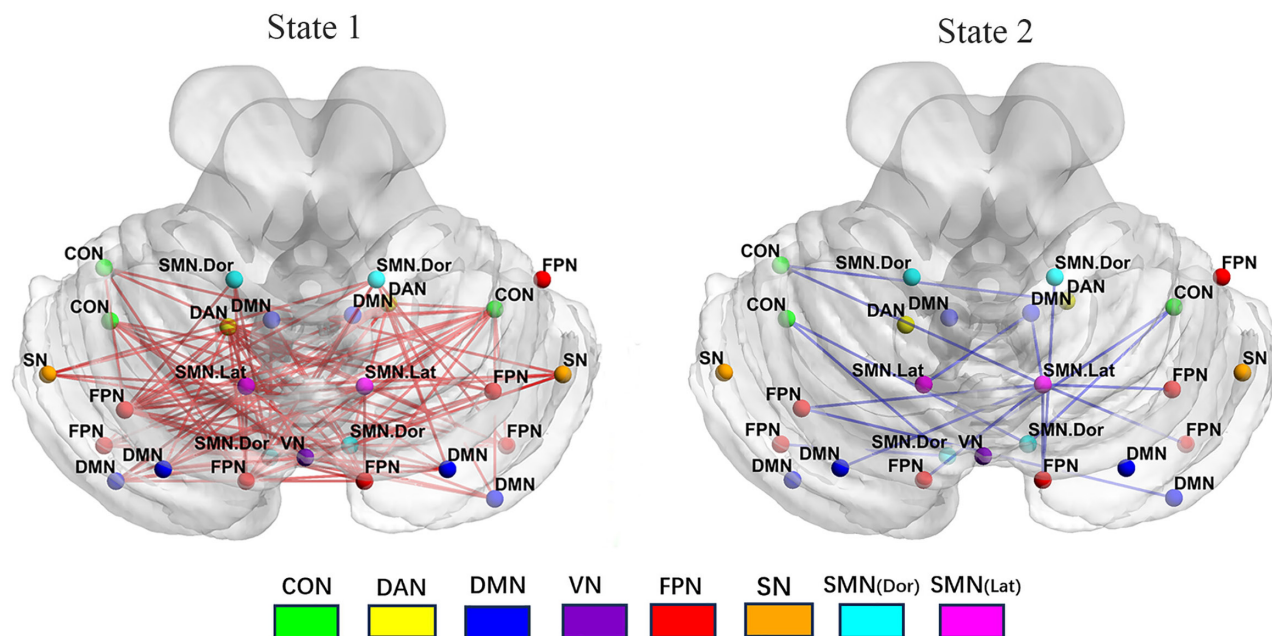 State 1
State 2
CON
SMN.Dor
SMN.Dor
FPN
CON
DAN
DMN
DMN
DAN
CON
SN
SMN.Lat
SMN.Lat
SN
FPN
FPN
FPN
SMN.Dor
VN
SMN.Dor
FPN
DMN
DMN
FPN
FPN
DMN
DMN
CON
SMN.Dor
SMN.Dor
FPN
CON
DAN
DMN
DMN
DAN
CON
SN
SMN.Lat
SMN.Lat
SN
FPN
FPN
FPN
SMN.Dor
VN
SMN.Dor
FPN
DMN
DMN
FPN
FPN
DMN
DMN
CON DAN DMN VN FPN SN SMN(Dor) SMN(Lat)